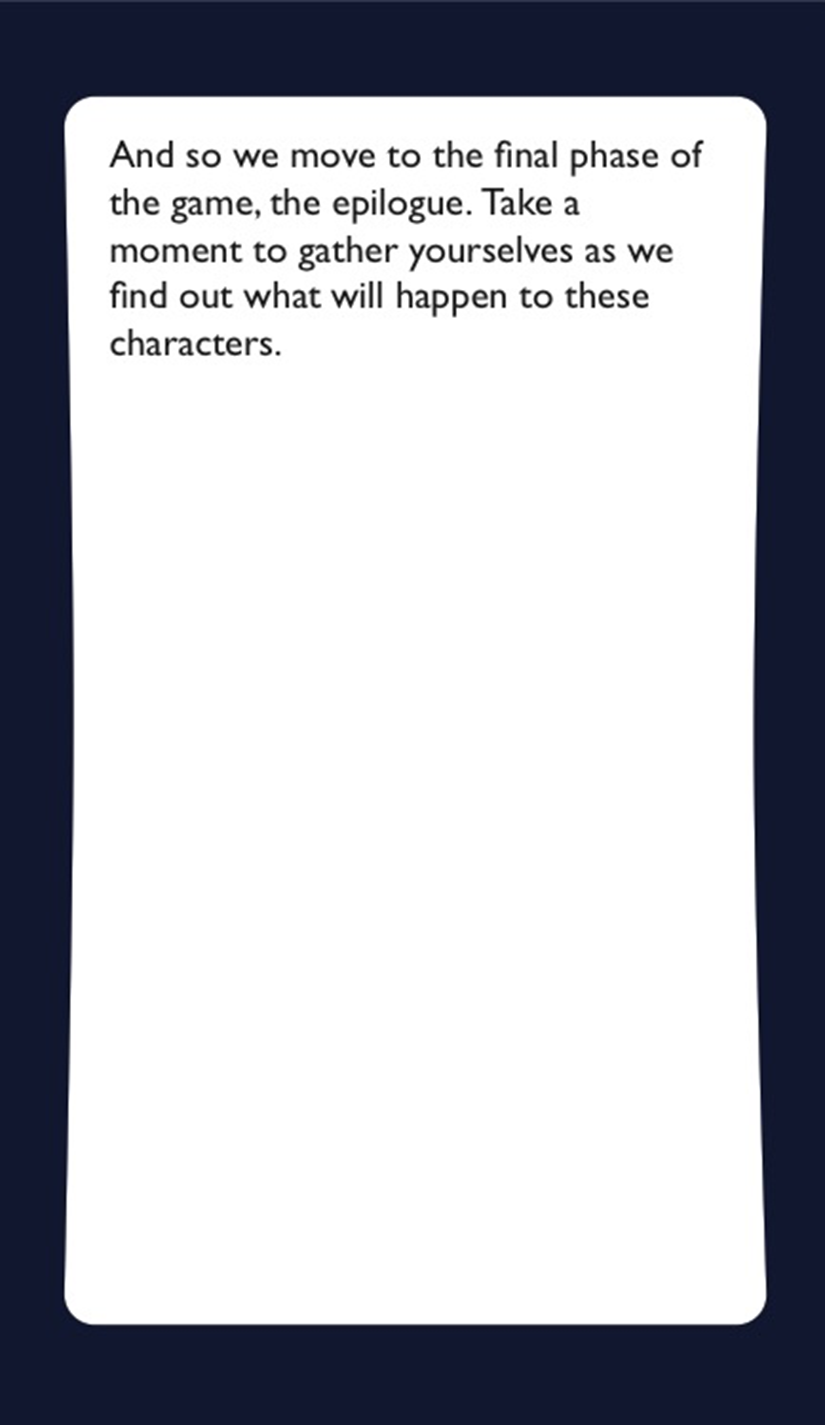 And so we move to the final phase of
the game, the epilogue. Take a
moment to gather yourselves as we
find out what will happen to these
characters.